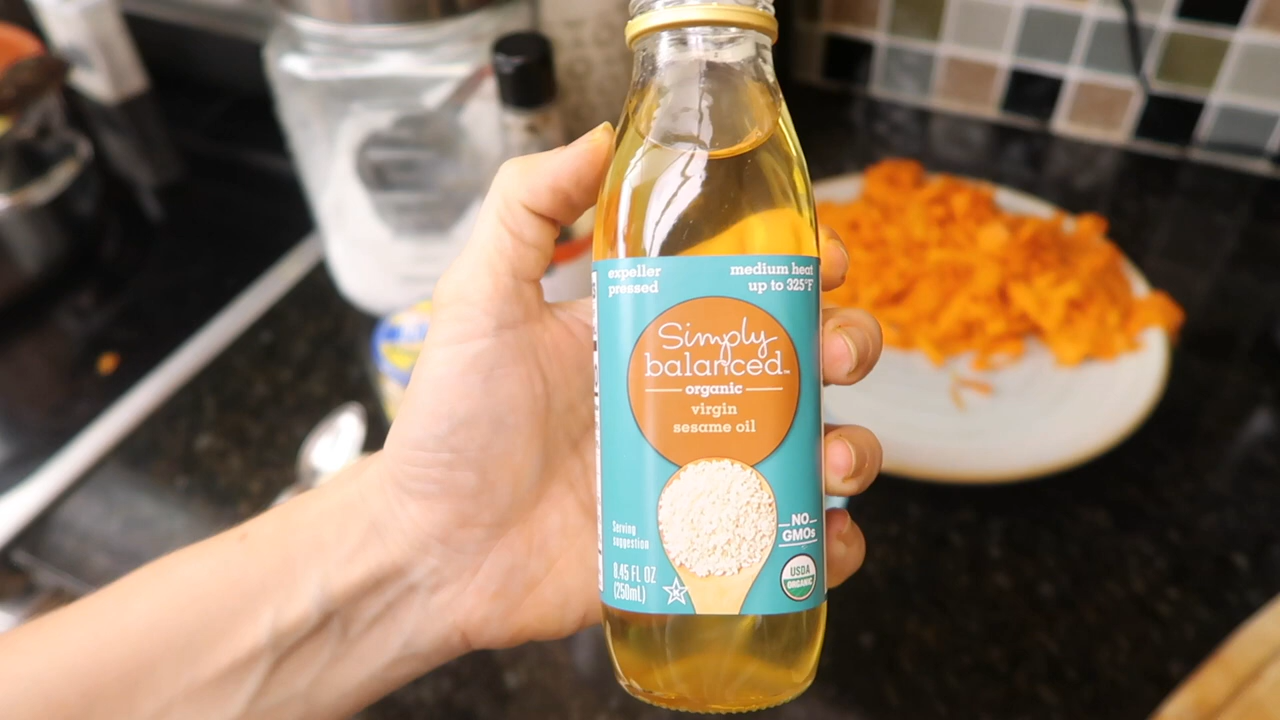 expeller
pressed
medium heat
up to 325°F
Simply
balanced™
organic
virgin
sesame oil
Serving
suggestion
NO
GMOs
8.45 FL OZ
(250mL)
K
USDA
ORGANIC